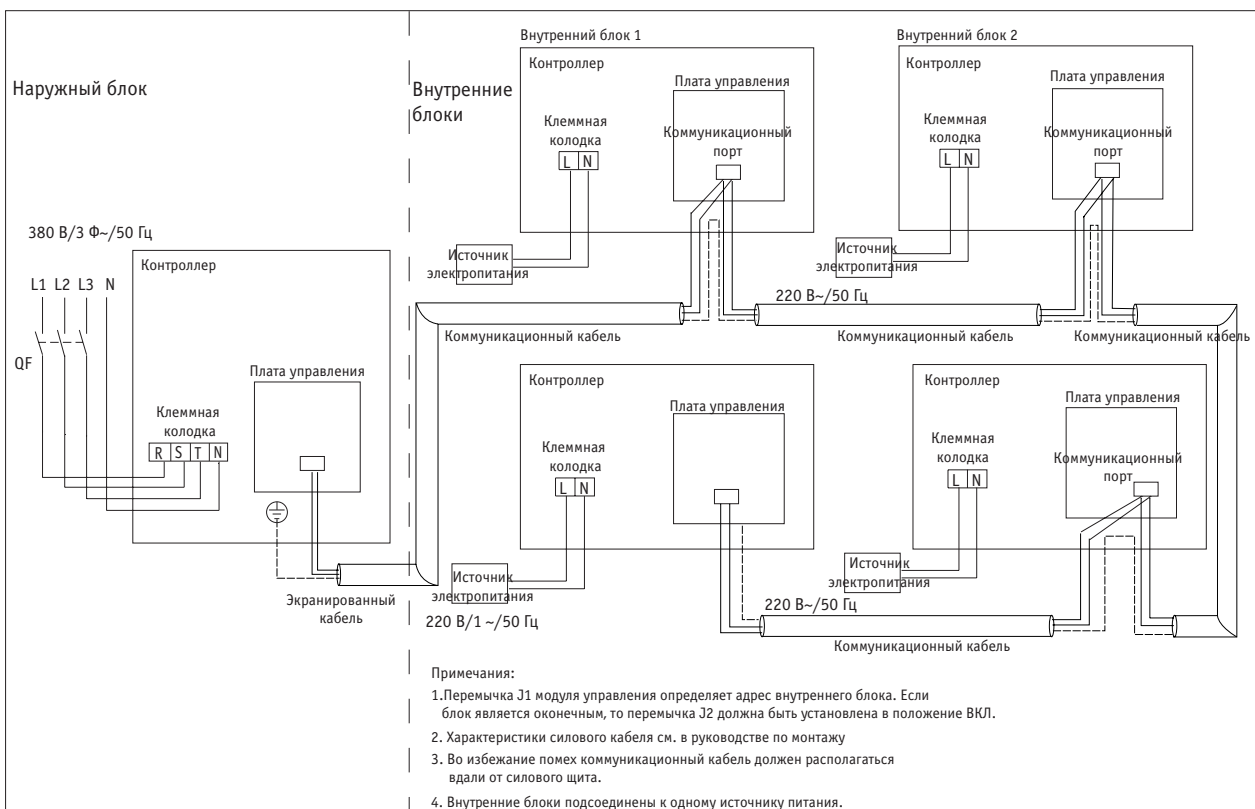 Наружный блок
380 В/3 Ф~/50 Гц
L1 L2 L3 N
QF
Контроллер
Плата управления
Клеммная
колодка
R S T N
Экранированный
кабель
Внутренние
блоки
Внутренний блок 1
Контроллер
Плата управления
Клеммная
колодка
L N
Коммуникационный
порт
Источник
электропитания
Внутренний блок 2
Контроллер
Плата управления
Клеммная
колодка
L N
Коммуникационный
порт
Источник
электропитания
220 В~/50 Гц
Коммуникационный кабель
Коммуникационный кабель
Коммуникационный кабель
Контроллер
Плата управления
Клеммная
колодка
L N
Источник
электропитания
220 В/1 ~/50 Гц
Контроллер
Плата управления
Клеммная
колодка
L N
Коммуникационный
порт
Источник
электропитания
220 В~/50 Гц
Коммуникационный кабель
Примечания:
1.Перемычка J1 модуля управления определяет адрес внутреннего блока. Если
блок является оконечным, то перемычка J2 должна быть установлена в положение ВКЛ.
2. Характеристики силового кабеля см. в руководстве по монтажу
3. Во избежание помех коммуникационный кабель должен располагаться
вдали от силового щита.
4. Внутренние блоки подсоединены к одному источнику питания.